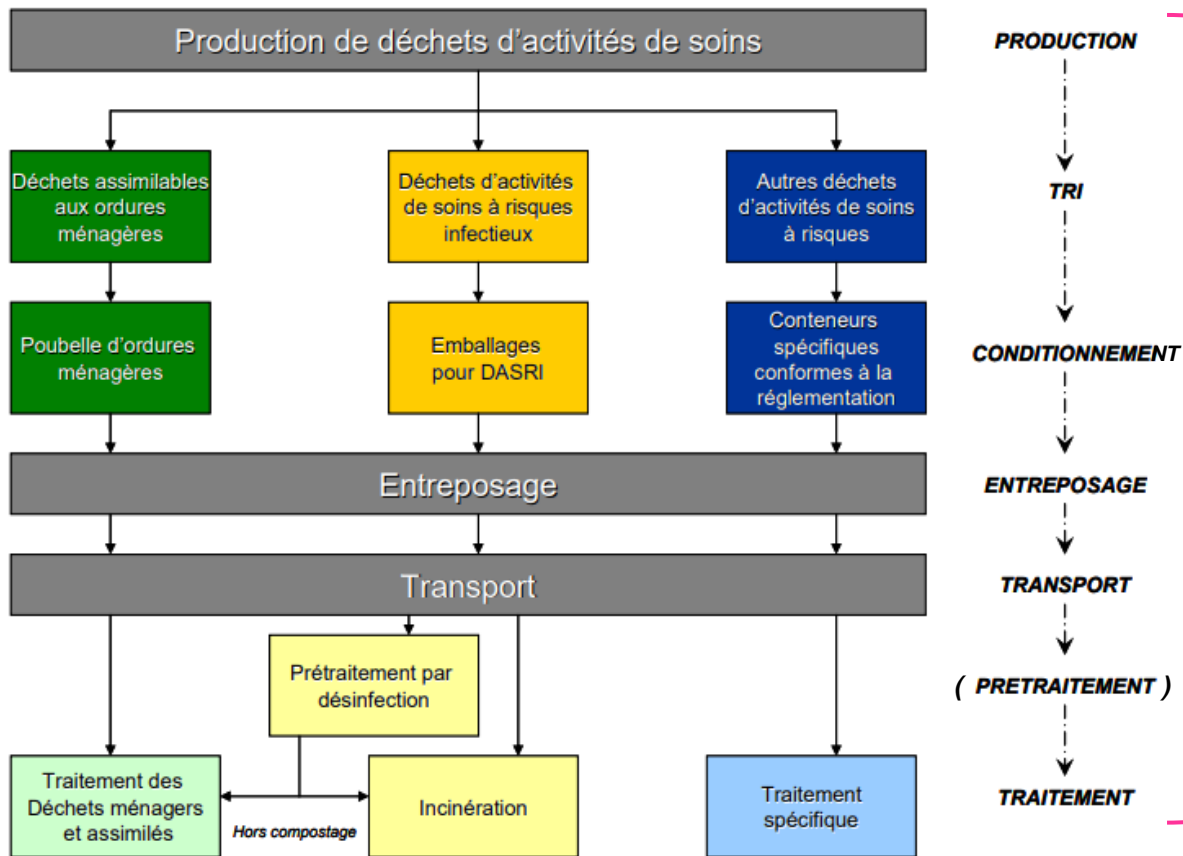 Production de déchets d'activités de soins
PRODUCTION
Déchets assimilables
aux ordures
ménagères
Déchets d'activités
de soins à risques
infectieux
Autres déchets
d'activités de soins
à risques
TRI
Poubelle d'ordures
ménagères
Emballages
pour DASRI
Conteneurs
spécifiques
conformes à la
réglementation
CONDITIONNEMENT
Entreposage
ENTREPOSAGE
Transport
TRANSPORT
Prétraitement par
désinfection
( PRETRAITEMENT )
Traitement des
Déchets ménagers
et assimilés
Hors compostage
Incinération
Traitement
spécifique
TRAITEMENT